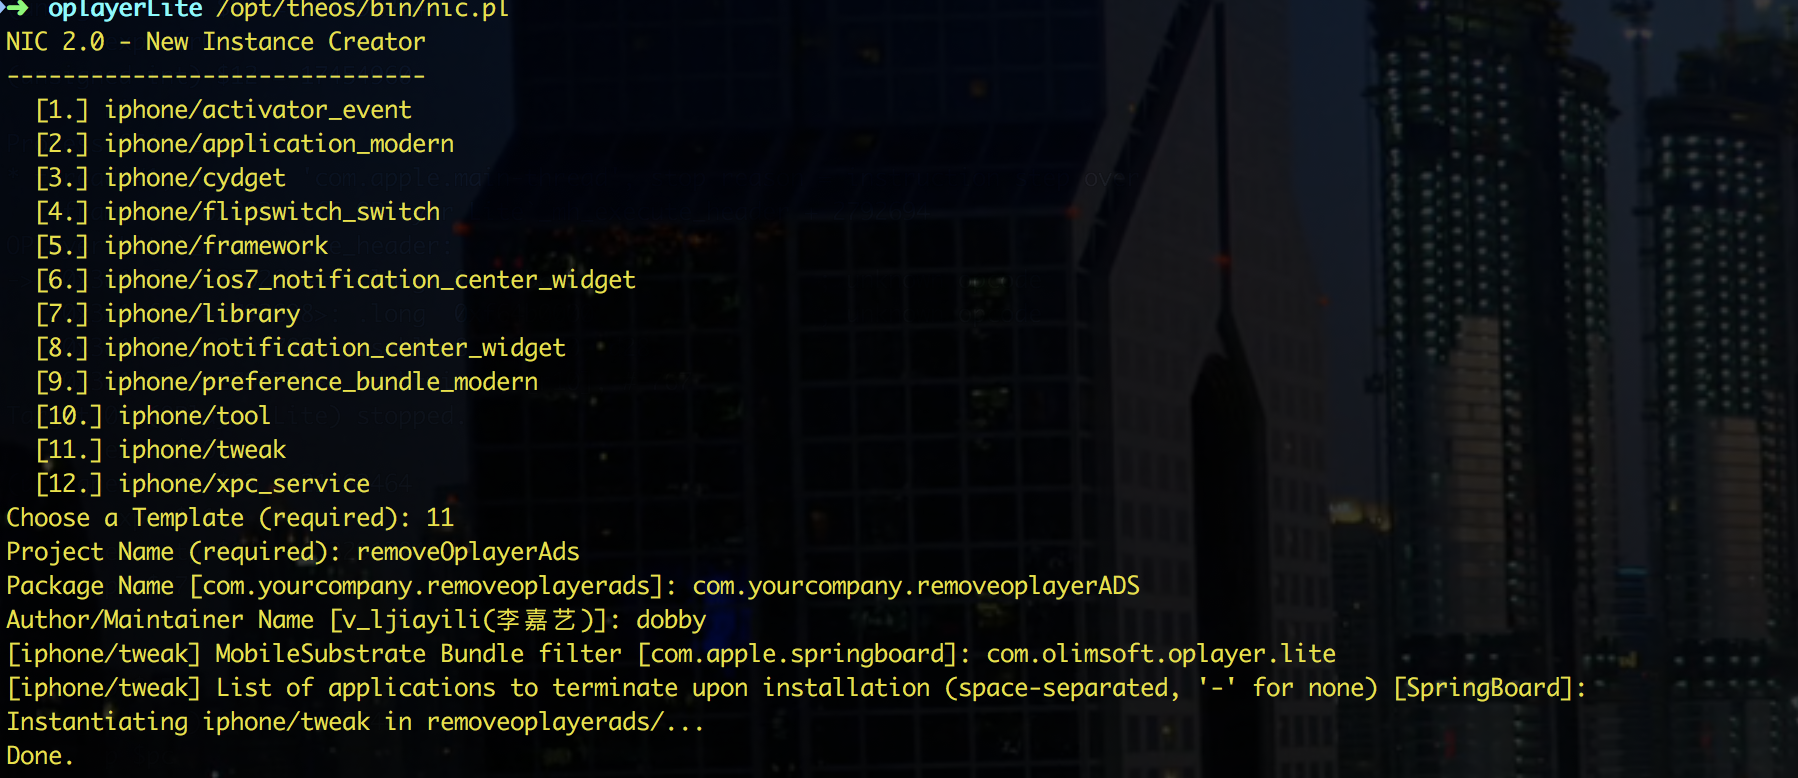 ➜ oplayerLite /opt/theos/bin/nic.pl
NIC 2.0 - New Instance Creator
------------------------------
[1.] iphone/activator_event
[2.] iphone/application_modern
[3.] iphone/cydget
[4.] iphone/flipswitch_switch
[5.] iphone/framework
[6.] iphone/ios7_notification_center_widget
[7.] iphone/library
[8.] iphone/notification_center_widget
[9.] iphone/preference_bundle_modern
[10.] iphone/tool
[11.] iphone/tweak
[12.] iphone/xpc_service
Choose a Template (required): 11
Project Name (required): removeOplayerAds
Package Name [com.yourcompany.removeoplayerads]: com.yourcompany.removeoplayerADS
Author/Maintainer Name [v_ljiayili(李嘉艺)]: dobby
[iphone/tweak] MobileSubstrate Bundle filter [com.apple.springboard]: com.olimsoft.oplayer.lite
[iphone/tweak] List of applications to terminate upon installation (space-separated, '-' for none) [SpringBoard]:
Instantiating iphone/tweak in removeoplayerads/...
Done.